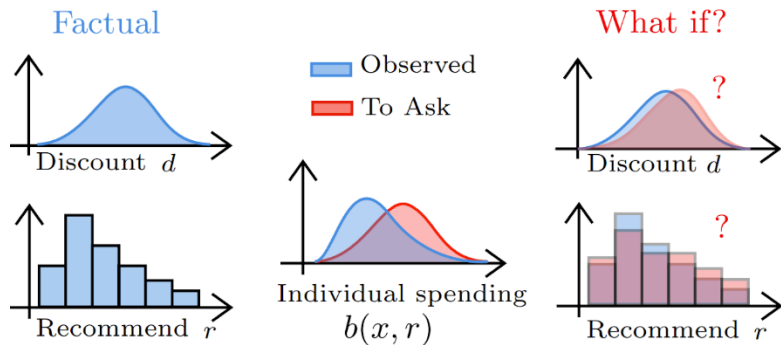 Factual
Discount d
Recommend r
Observed
To Ask
Individual spending
b(x, r)
What if?
?
Discount d
?
Recommend r